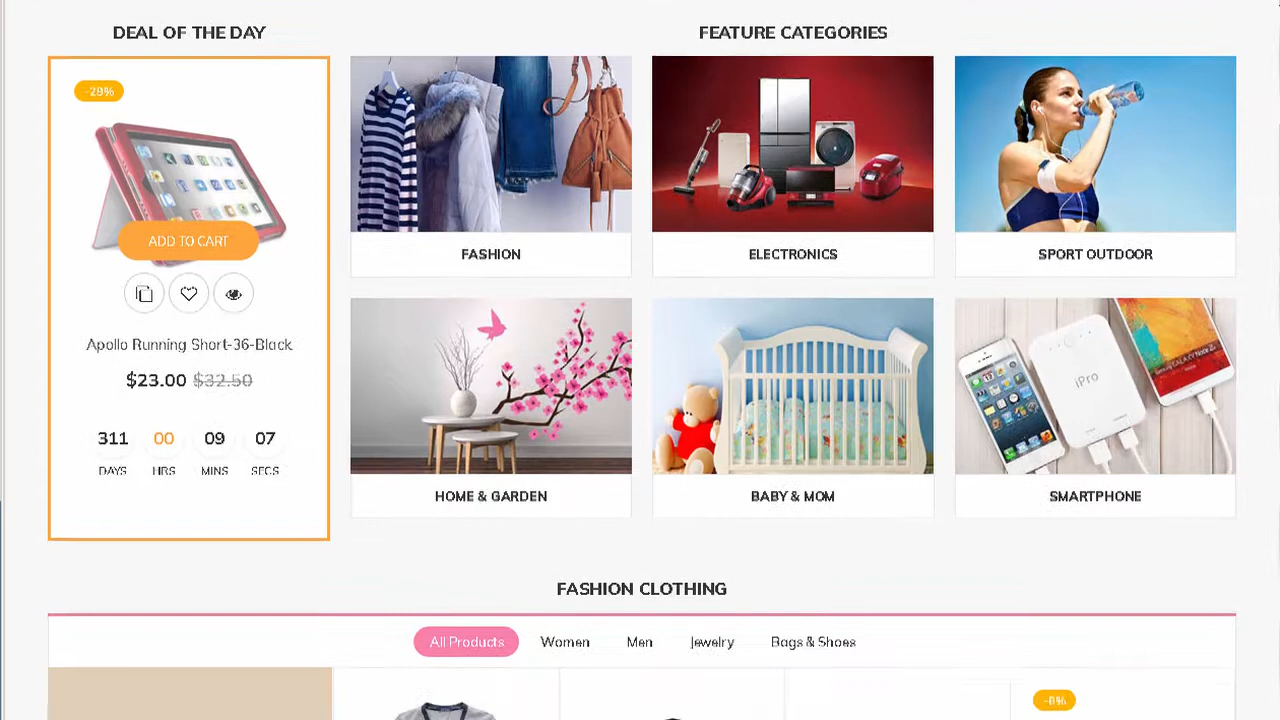 DEAL OF THE DAY
FEATURE CATEGORIES
-29%
ADD TO CART
Apollo Running Short-36-Black
$23.00 $32.50
311 00 09 07
DAYS HRS MINS SECS
FASHION
ELECTRONICS
SPORT OUTDOOR
iPro
HOME & GARDEN
BABY & MOM
SMARTPHONE
FASHION CLOTHING
All Products Women Men Jewelry Bags & Shoes